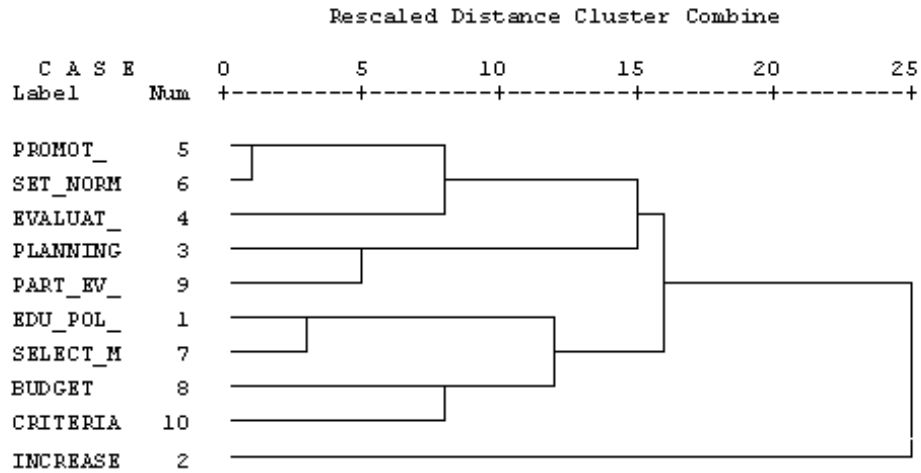 Rescaled Distance Cluster Combine
C A S E 0 5 10 15 20 25
Label Num +---------+---------+---------+---------+---------+
PROMOT_ 5
SET_NORM 6
EVALUAT_ 4
PLANNING 3
PART_EV_ 9
EDU_POL_ 1
SELECT_M 7
BUDGET 8
CRITERIA 10
INCREASE 2